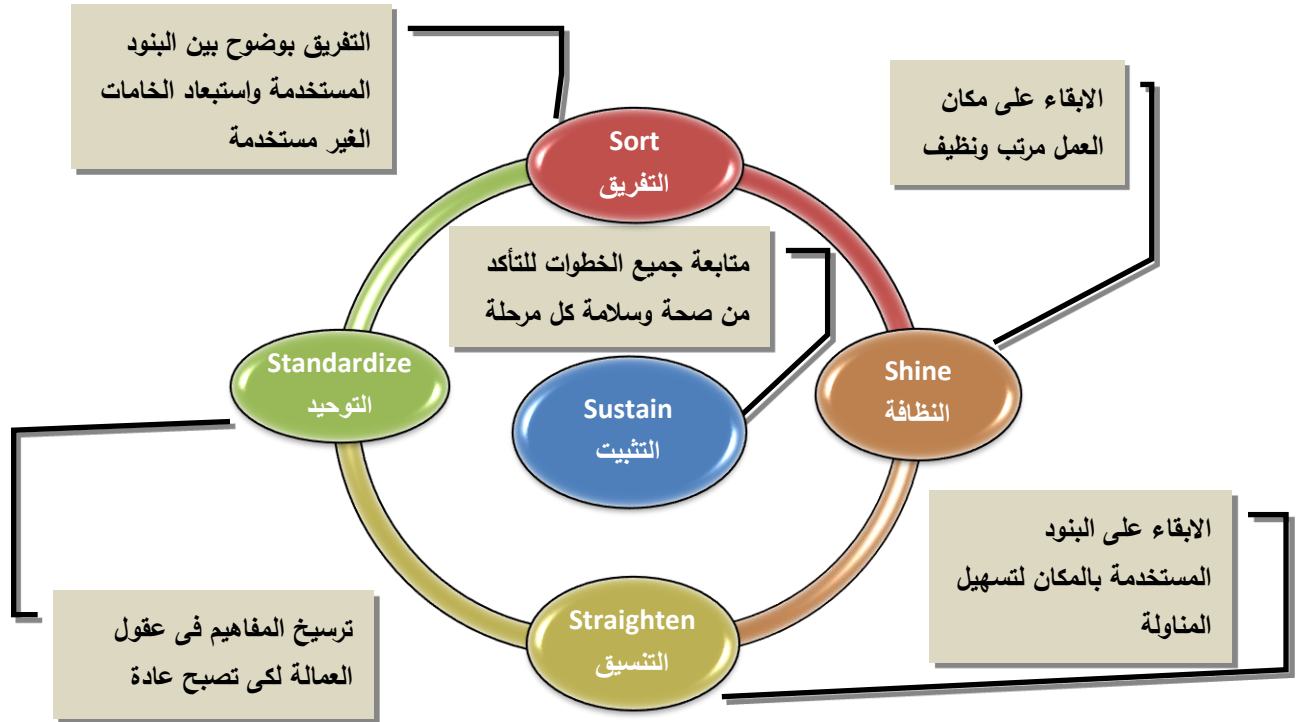 التفريق بوضوح بين البنود
المستخدمة واستبعاد الخامات
الغير مستخدمة
الابقاء على مكان
العمل مرتب ونظيف
Sort
التفريق
متابعة جميع الخطوات للتأكد
من صحة وسلامة كل مرحلة
Standardize
التوحيد
Sustain
التثبيت
Shine
النظافة
الابقاء على البنود
المستخدمة بالمكان لتسهيل
المناولة
Straighten
التنسيق
ترسيخ المفاهيم فى عقول
العمالة لكى تصبح عادة